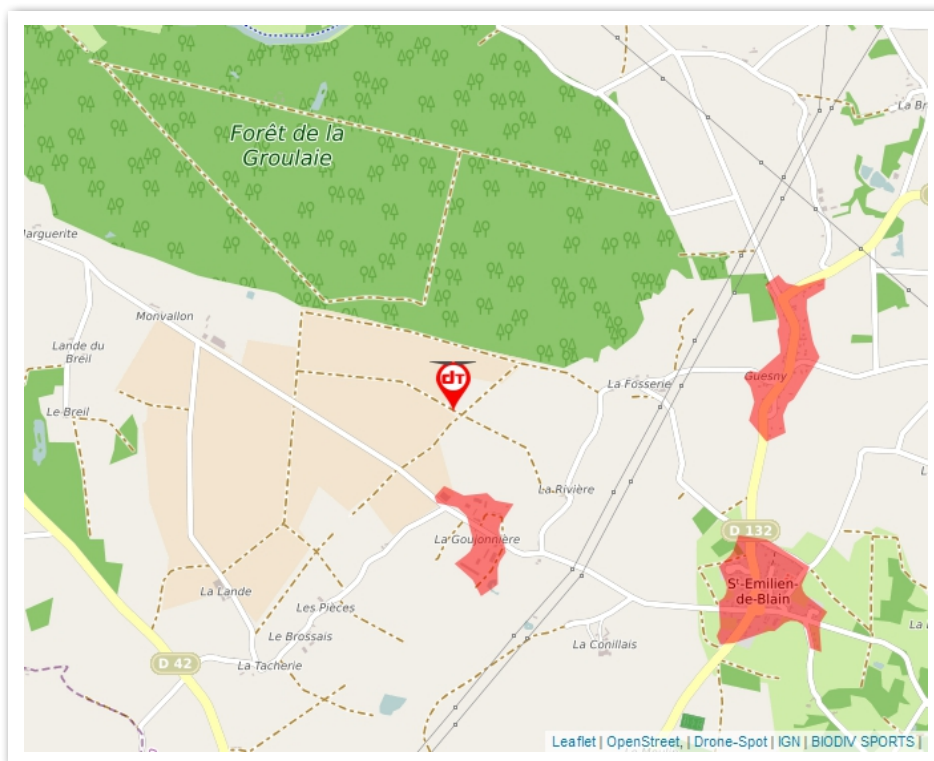 Forêt de la
Groulaie
La Br
arguerite
Monvallon
Lande du
Breil
Guesny
La Fosserie
Le Breil
dT
La Rivière
D 132
La Goujonnière
St-Emilien-
de-Blain
La Lande
Les Pièces
Le Brossais
La Conillais
D 42
La Tacherie
Leaflet | OpenStreet, | Drone-Spot | IGN | BIODIV SPORTS |